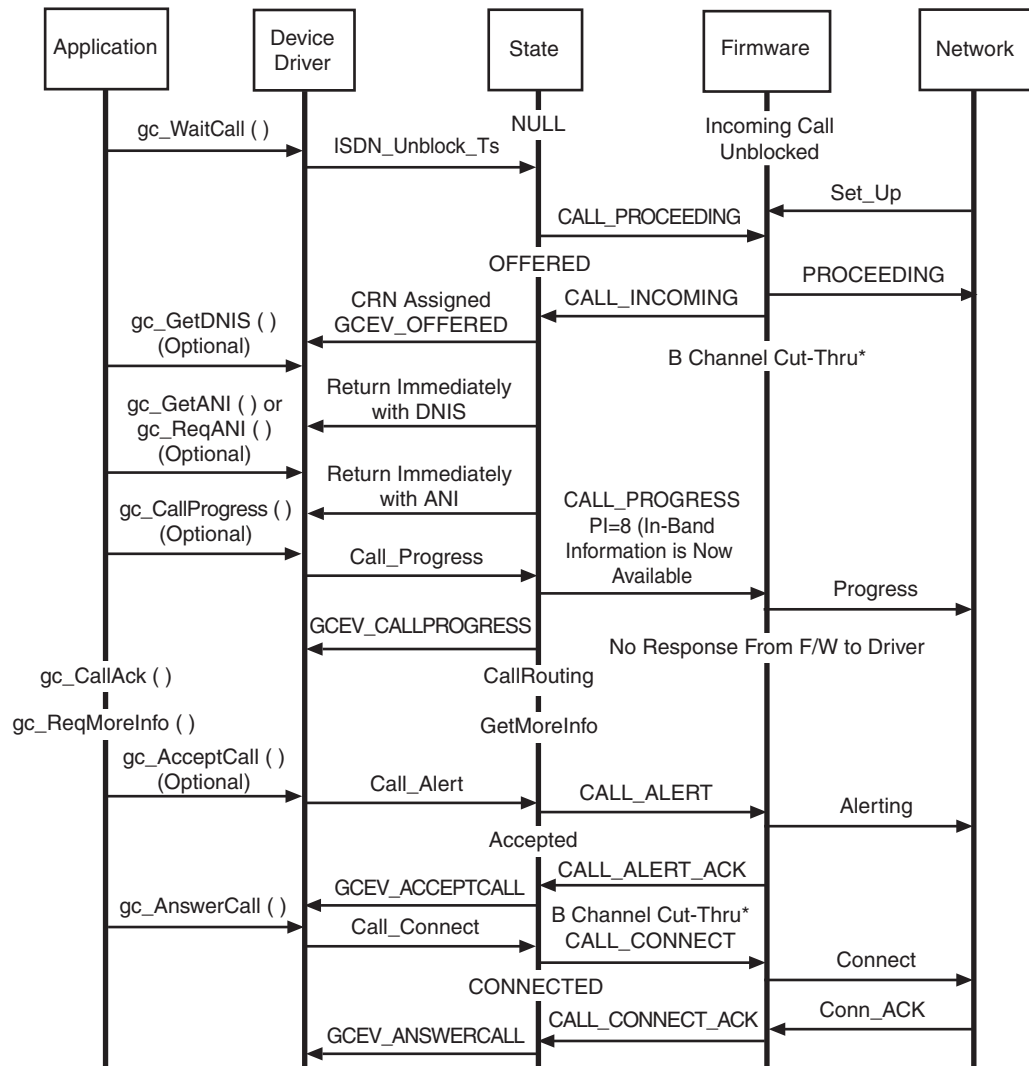 Application
Device
Driver
State
Firmware
Network
gc_WaitCall ( )
NULL
Incoming Call
Unblocked
ISDN_Unblock_Ts
Set_Up
CALL_PROCEEDING
OFFERED
PROCEEDING
CRN Assigned
GCEV_OFFERED
CALL_INCOMING
gc_GetDNIS ( )
(Optional)
B Channel Cut-Thru*
Return Immediately
with DNIS
gc_GetANI ( ) or
gc_ReqANI ( )
(Optional)
Return Immediately
with ANI
gc_CallProgress ( )
(Optional)
CALL_PROGRESS
PI=8 (In-Band
Information is Now
Available
Call_Progress
Progress
GCEV_CALLPROGRESS
No Response From F/W to Driver
gc_CallAck ( )
CallRouting
gc_ReqMoreInfo ( )
GetMoreInfo
gc_AcceptCall ( )
(Optional)
Call_Alert
CALL_ALERT
Alerting
Accepted
CALL_ALERT_ACK
GCEV_ACCEPTCALL
gc_AnswerCall ( )
Call_Connect
B Channel Cut-Thru*
CALL_CONNECT
Connect
CONNECTED
Conn_ACK
CALL_CONNECT_ACK
GCEV_ANSWERCALL